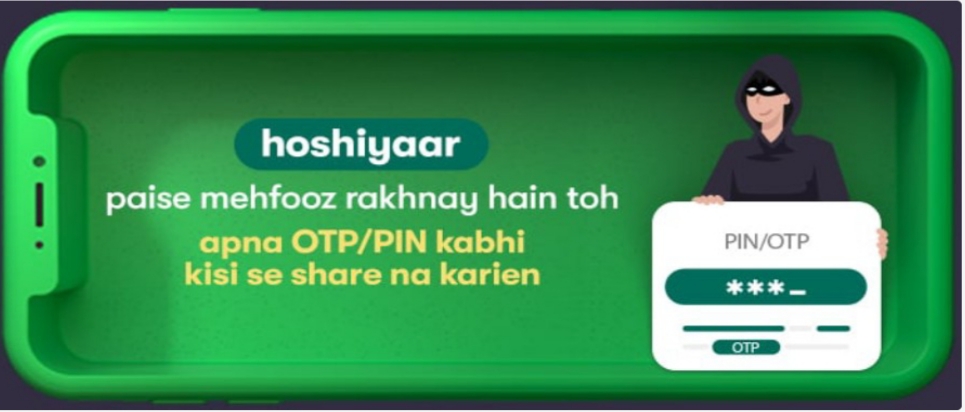 hoshiyaar
paise mehfooz rakhnay hain toh
apna OTP/PIN kabhi
kisi se share na karien
PIN/OTP
***_
OTP